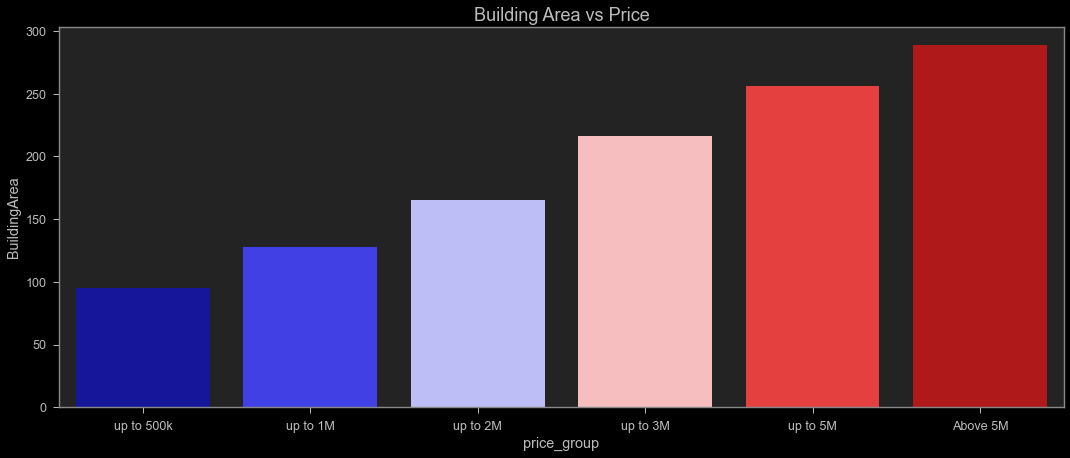 Building Area vs Price
300
250
200
150
100
50
0
BuildingArea
up to 500k
up to 1M
up to 2M
up to 3M
up to 5M
Above 5M
price_group